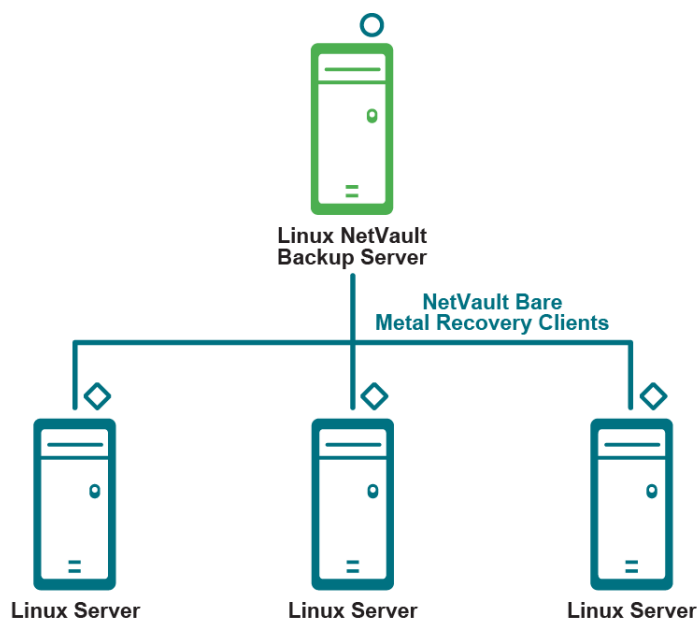 Linux NetVault
Backup Server
NetVault Bare
Metal Recovery Clients
Linux Server
Linux Server
Linux Server